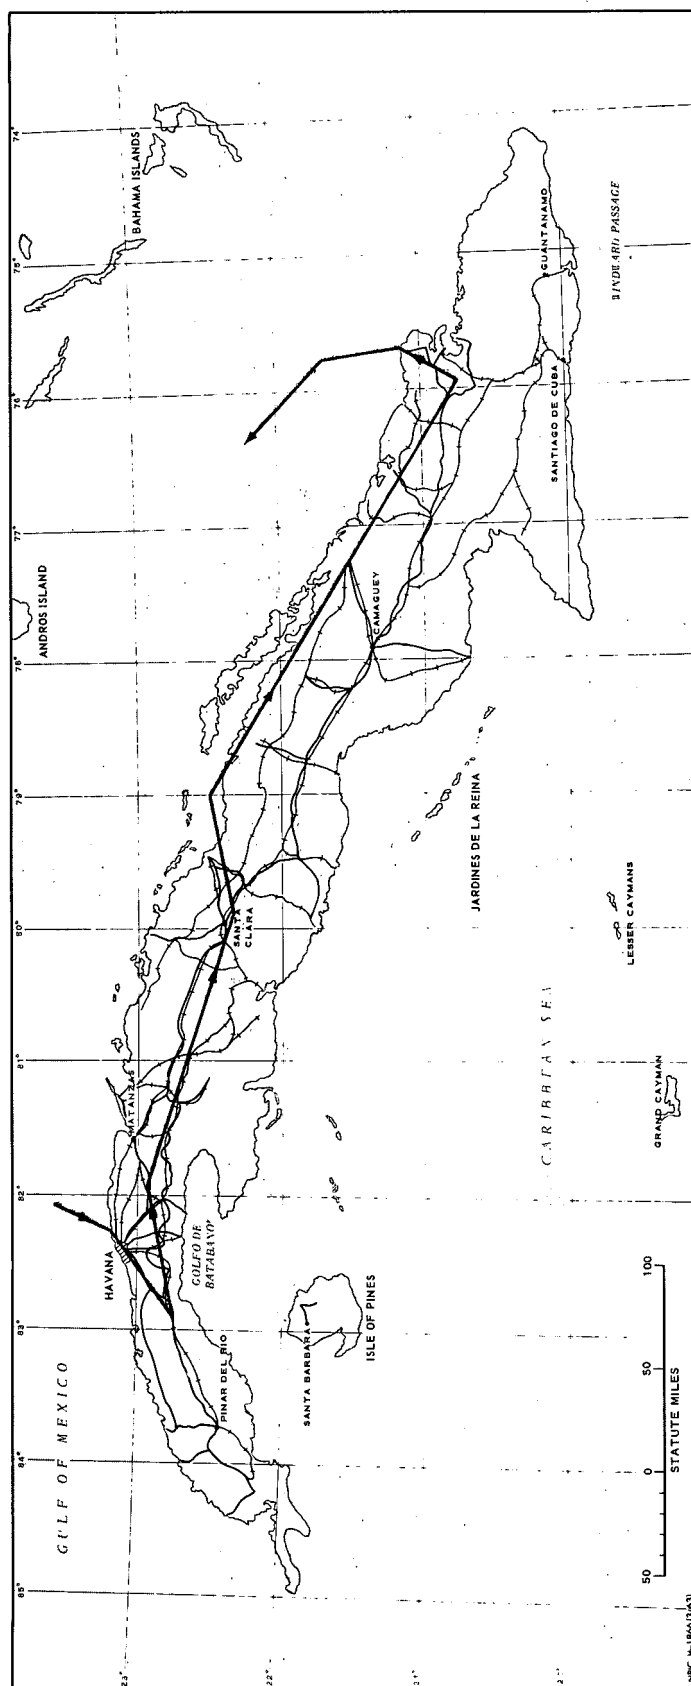 GULF OF MEXICO
85°
84°
83°
82°
81°
80°
79°
78°
77°
76°
75°
74°
23°
22°
21°
HAVANA
MATANZAS
PINAR DEL RIO
GOLFO DE
BATABANO
SANTA BARBARA
ISLE OF PINES
SANTA
CLARA
ANDROS ISLAND
BAHAMA ISLANDS
CAMAGUEY
JARDINES DE LA REINA
CARIBBEAN SEA
LESSER CAYMANS
GRAND CAYMAN
SANTIAGO DE CUBA
GUANTANAMO
WINDWARD PASSAGE
50 0 50 100
STATUTE MILES